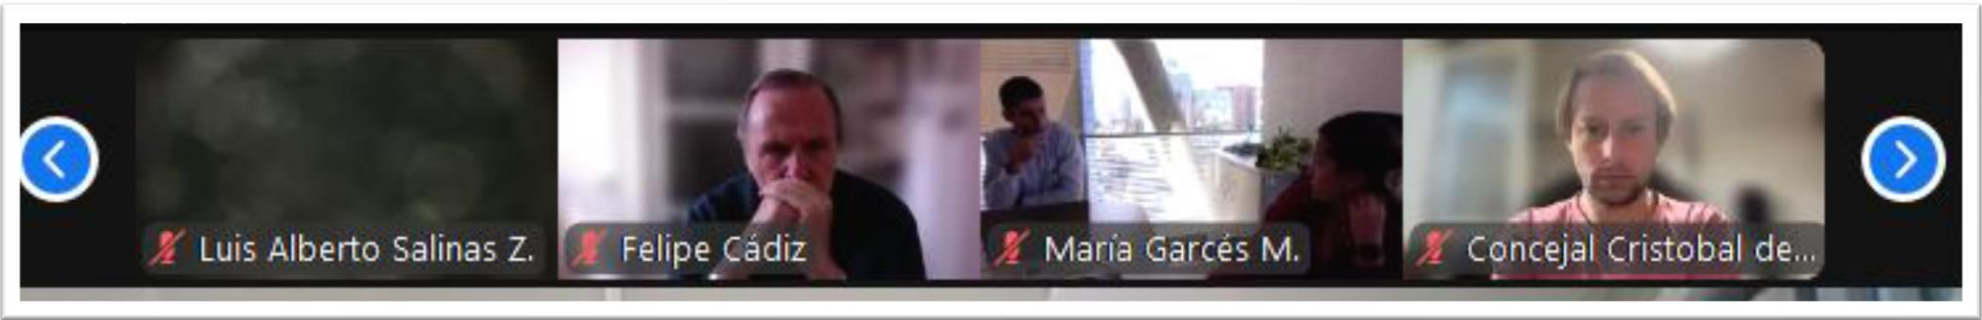 Luis Alberto Salinas Z.
Felipe Cádiz
María Garcés M.
Concejal Cristobal de...